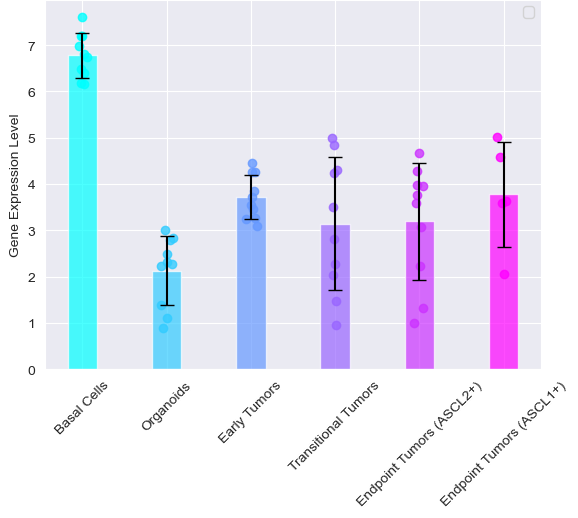 Gene Expression Level
7
6
5
4
3
2
1
0
Basal Cells
Organoids
Early Tumors
Transitional Tumors
Endpoint Tumors (ASCL2+)
Endpoint Tumors (ASCL1+)